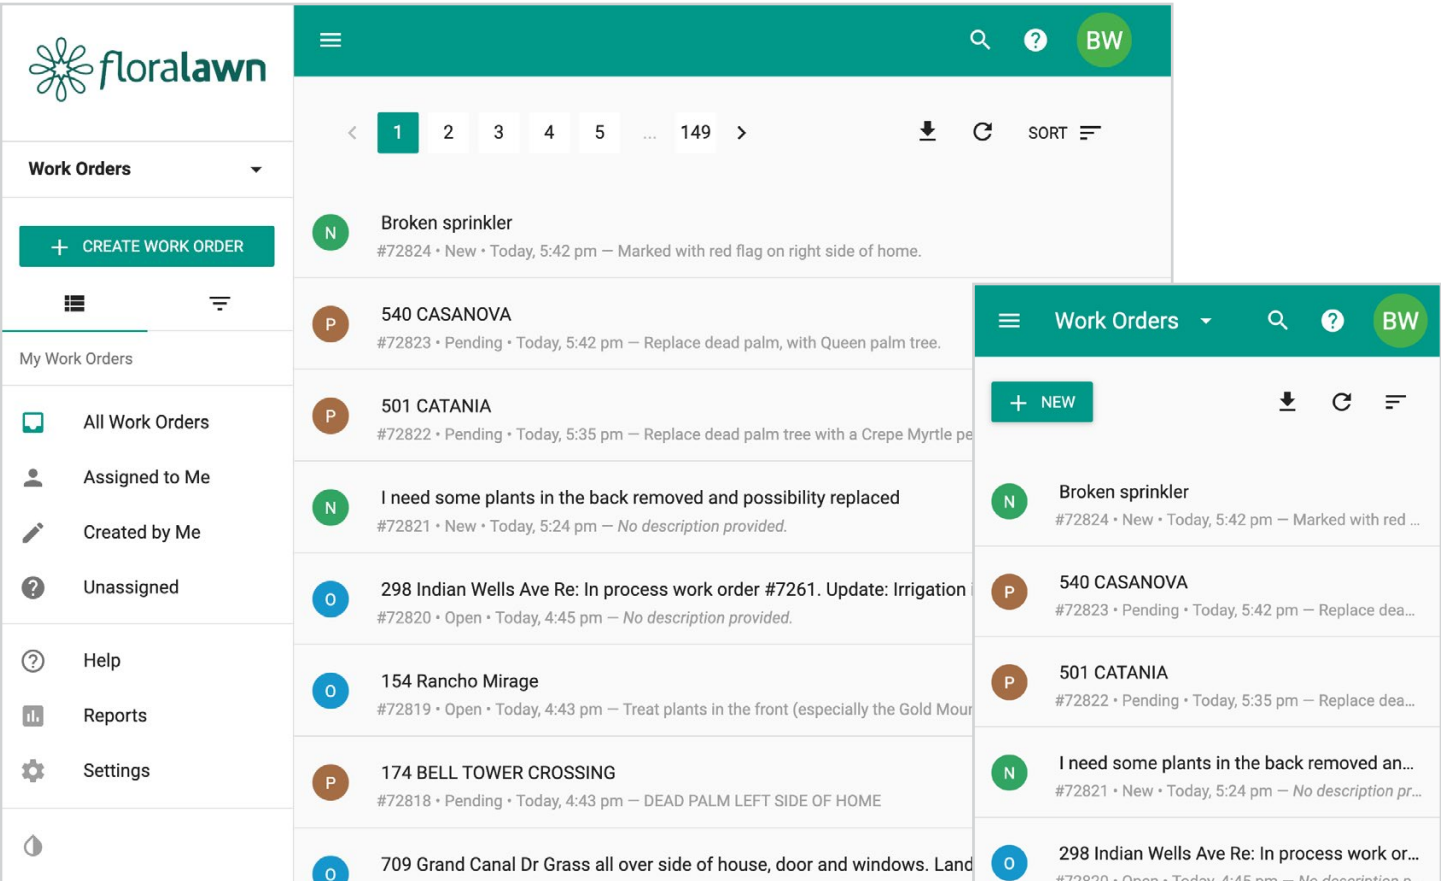 floralawn
Work Orders
CREATE WORK ORDER
My Work Orders
All Work Orders
Assigned to Me
Created by Me
Unassigned
Help
Reports
Settings
BW
1 2 3 4 5 ... 149
SORT
N
Broken sprinkler
#72824 • New • Today, 5:42 pm — Marked with red flag on right side of home.
P
540 CASANOVA
#72823 • Pending • Today, 5:42 pm — Replace dead palm, with Queen palm tree.
P
501 CATANIA
#72822 • Pending • Today, 5:35 pm — Replace dead palm tree with a Crepe Myrtle pe
N
I need some plants in the back removed and possibility replaced
#72821 • New • Today, 5:24 pm — No description provided.
O
298 Indian Wells Ave Re: In process work order #7261. Update: Irrigation i
#72820 • Open • Today, 4:45 pm — No description provided.
O
154 Rancho Mirage
#72819 • Open • Today, 4:43 pm — Treat plants in the front (especially the Gold Mour
P
174 BELL TOWER CROSSING
#72818 • Pending • Today, 4:43 pm — DEAD PALM LEFT SIDE OF HOME
O
709 Grand Canal Dr Grass all over side of house, door and windows. Land
Work Orders
BW
NEW
N
Broken sprinkler
#72824 • New • Today, 5:42 pm — Marked with red ...
P
540 CASANOVA
#72823 • Pending • Today, 5:42 pm — Replace dea...
P
501 CATANIA
#72822 • Pending • Today, 5:35 pm — Replace dea...
N
I need some plants in the back removed an...
#72821 • New • Today, 5:24 pm — No description pr...
O
298 Indian Wells Ave Re: In process work or...
#72820 • Open • Today, 4:45 pm — No description p...